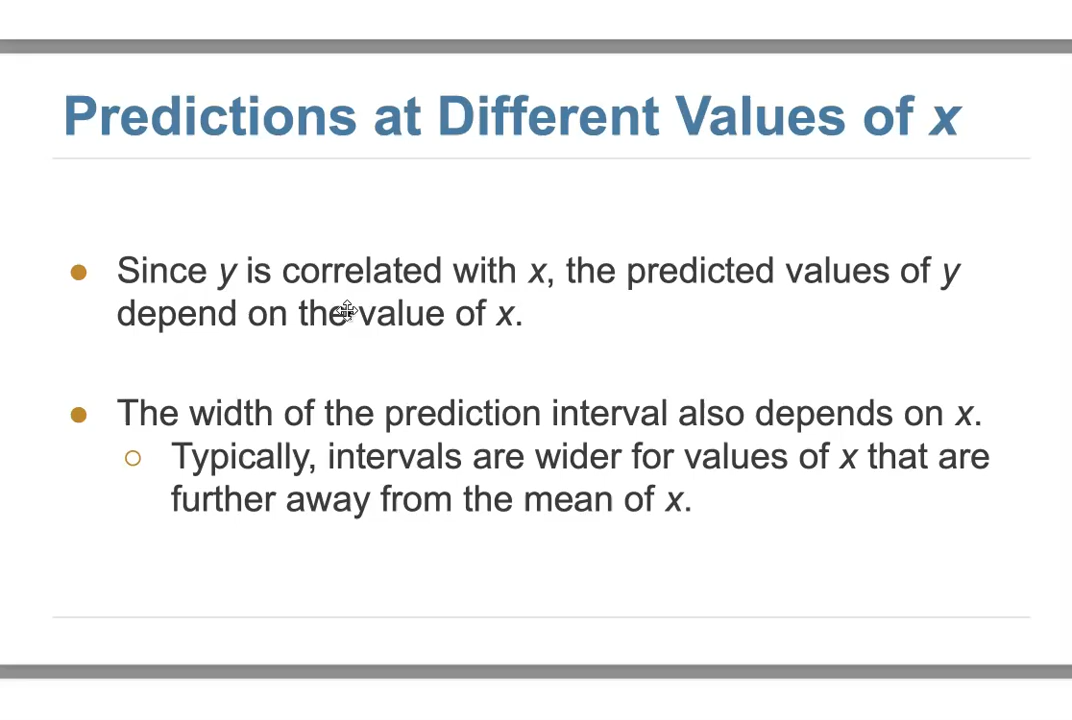 Predictions at Different Values of x
● Since y is correlated with x, the predicted values of y
depend on the value of x.
● The width of the prediction interval also depends on x.
○ Typically, intervals are wider for values of x that are
further away from the mean of x.